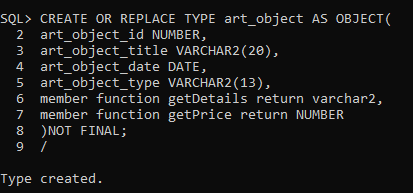 SQL> CREATE OR REPLACE TYPE art_object AS OBJECT(
  2  art_object_id NUMBER,
  3  art_object_title VARCHAR2(20),
  4  art_object_date DATE,
  5  art_object_type VARCHAR2(13),
  6  member function getDetails return varchar2,
  7  member function getPrice return NUMBER
  8  )NOT FINAL;
  9  /
Type created.